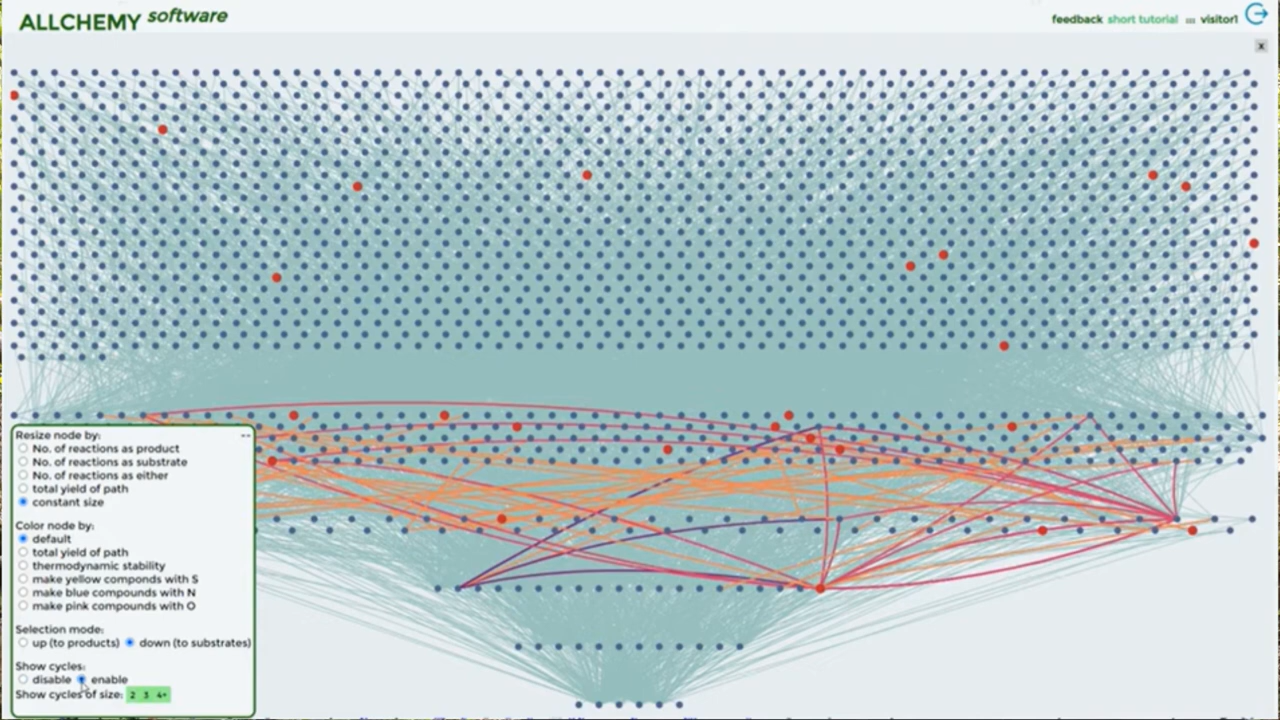 ALLCHEMY software
feedback short tutorial visitor1
x
Resize node by: --
No. of reactions as product
No. of reactions as substrate
No. of reactions as either
total yield of path
constant size
Color node by:
default
total yield of path
thermodynamic stability
make yellow componds with S
make blue compounds with N
make pink compounds with O
Selection mode:
up (to products) down (to substrates)
Show cycles:
disable enable
Show cycles of size: 2 3 4+